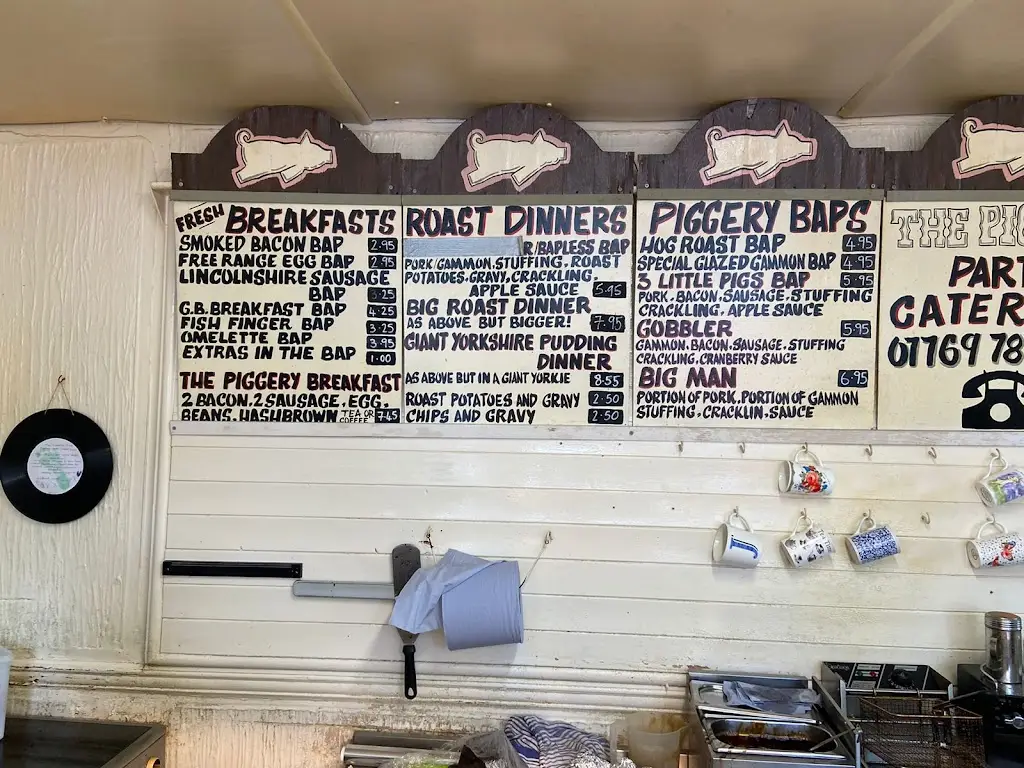 FRESH BREAKFASTS
SMOKED BACON BAP 2.95
FREE RANGE EGG BAP 2.95
LINCOLNSHIRE SAUSAGE
BAP 3.25
G.B. BREAKFAST BAP 4.25
FISH FINGER BAP 3.25
OMELETTE BAP 3.95
EXTRAS IN THE BAP 1.00
THE PIGGERY BREAKFAST
2 BACON. 2 SAUSAGE. EGG.
BEANS. HASHBROWN TEA OR COFFEE 7.45
ROAST DINNERS
R/BAPLESS BAP
PORK/GAMMON. STUFFING. ROAST
POTATOES. GRAVY. CRACKLING.
APPLE SAUCE 5.95
BIG ROAST DINNER
AS ABOVE BUT BIGGER! 7.95
GIANT YORKSHIRE PUDDING
DINNER
AS ABOVE BUT IN A GIANT YORKIE 8.55
ROAST POTATOES AND GRAVY 2.50
CHIPS AND GRAVY 2.50
PIGGERY BAPS
HOG ROAST BAP 4.95
SPECIAL GLAZED GAMMON BAP 4.95
3 LITTLE PIGS BAP 5.95
PORK. BACON. SAUSAGE. STUFFING
CRACKLING. APPLE SAUCE
GOBBLER 5.95
GAMMON. BACON. SAUSAGE. STUFFING
CRACKLING. CRANBERRY SAUCE
BIG MAN 6.95
PORTION OF PORK. PORTION OF GAMMON
STUFFING. CRACKLIN. SAUCE
THE PIG
PART
CATER
07769 78